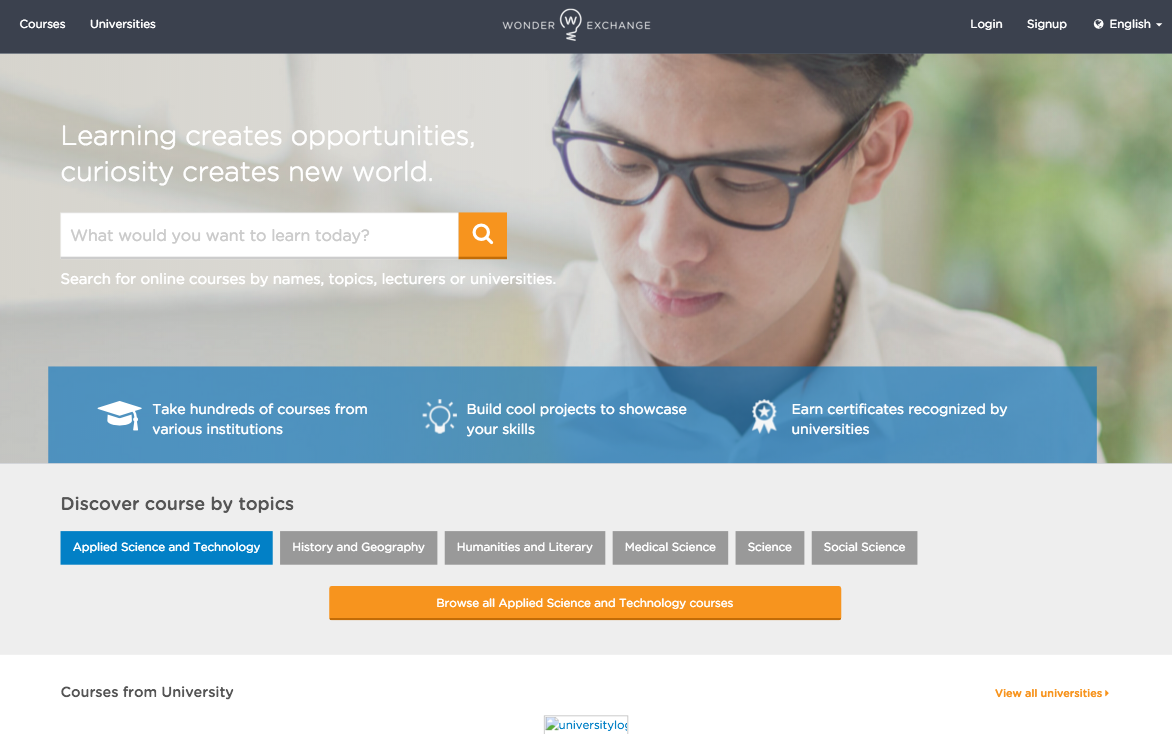 Courses Universities WONDER W EXCHANGE Login Signup English
Learning creates opportunities,
curiosity creates new world.
What would you want to learn today?
Search for online courses by names, topics, lecturers or universities.
Take hundreds of courses from
various institutions
Build cool projects to showcase
your skills
Earn certificates recognized by
universities
Discover course by topics
Applied Science and Technology History and Geography Humanities and Literary Medical Science Science Social Science
Browse all Applied Science and Technology courses
Courses from University View all universities
universitylog